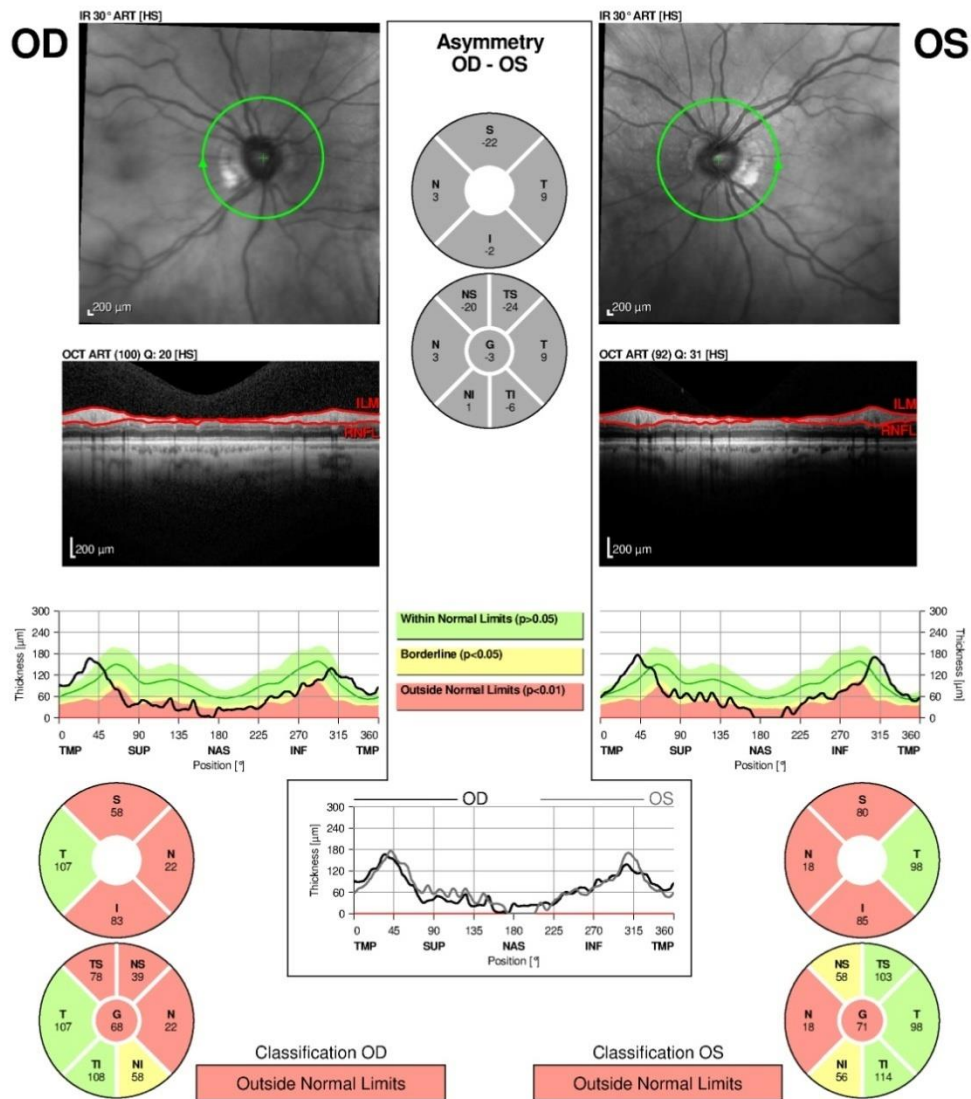 IR 30° ART [HS]
OD
200 µm
Asymmetry
OD - OS
IR 30° ART [HS]
OS
200 µm
S
-22
N
3
T
9
I
-2
NS
-20
TS
-24
N
3
G
-3
T
9
NI
1
TI
-6
OCT ART (100) Q: 20 [HS]
ILM
RNFL
200 µm
OCT ART (92) Q: 31 [HS]
ILM
RNFL
200 µm
Thickness [µm]
300
240
180
120
60
0
0 45 90 135 180 225 270 315 360
TMP SUP NAS INF TMP
Position [°]
Within Normal Limits (p>0.05)
Borderline (p<0.05)
Outside Normal Limits (p<0.01)
300
240
180
120
60
0
Thickness [µm]
0 45 90 135 180 225 270 315 360
TMP SUP NAS INF TMP
Position [°]
S
58
T
107
N
22
I
83
TS
78
NS
39
T
107
G
68
N
22
TI
108
NI
58
OD OS
Thickness [µm]
300
240
180
120
60
0
0 45 90 135 180 225 270 315 360
TMP SUP NAS INF TMP
Position [°]
S
80
N
18
T
98
I
85
NS
58
TS
103
N
18
G
71
T
98
NI
56
TI
114
Classification OD
Outside Normal Limits
Classification OS
Outside Normal Limits